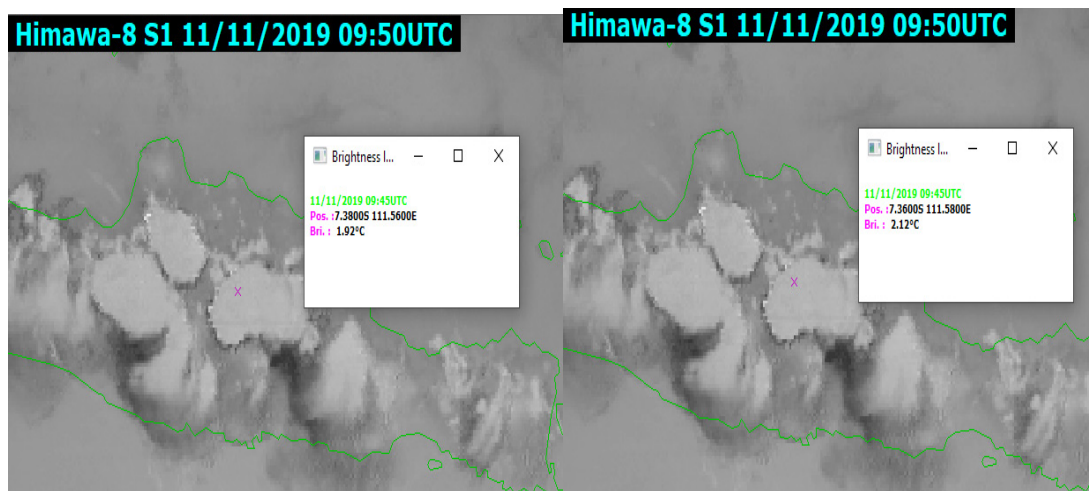 Himawa-8 S1 11/11/2019 09:50UTC
Brightness I...
11/11/2019 09:45UTC
Pos. :7.3800S 111.5600E
Bri. : 1.92°C
Himawa-8 S1 11/11/2019 09:50UTC
Brightness I...
11/11/2019 09:45UTC
Pos. :7.3600S 111.5800E
Bri. : 2.12°C